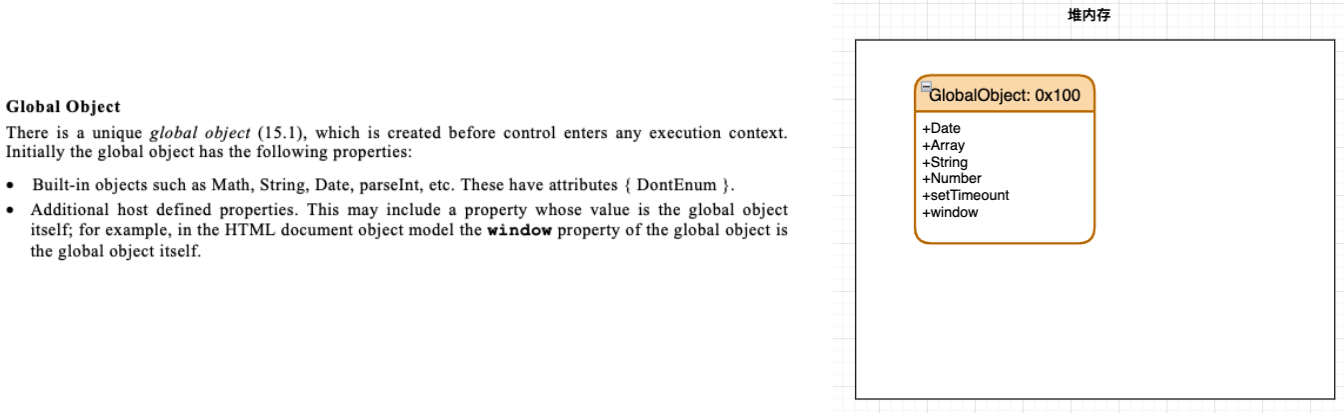 Global Object
There is a unique global object (15.1), which is created before control enters any execution context.
Initially the global object has the following properties:
• Built-in objects such as Math, String, Date, parseInt, etc. These have attributes { DontEnum }.
• Additional host defined properties. This may include a property whose value is the global object
itself; for example, in the HTML document object model the window property of the global object is
the global object itself.
堆内存
GlobalObject: 0x100
+Date
+Array
+String
+Number
+setTimeount
+window